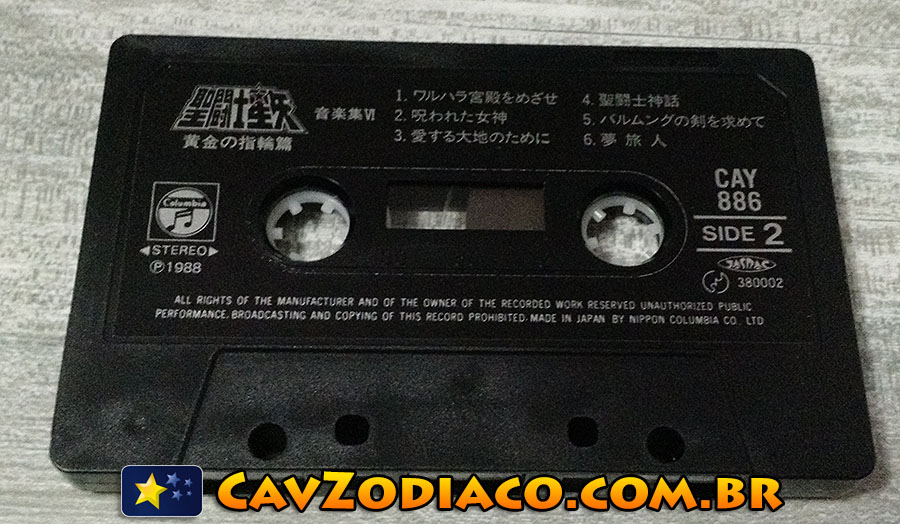 聖闘士星矢
黄金の指輪篇
音楽集Ⅵ
1. ワルハラ宮殿をめざせ
2. 呪われた女神
3. 愛する大地のために
4. 聖闘士神話
5. バルムングの剣を求めて
6. 夢旅人
Columbia
◀STEREO▶
Ⓟ1988
CAY
886
SIDE 2
JASRAC
380002
ALL RIGHTS OF THE MANUFACTURER AND OF THE OWNER OF THE RECORDED WORK RESERVED UNAUTHORIZED PUBLIC
PERFORMANCE, BROADCASTING AND COPYING OF THIS RECORD PROHIBITED. MADE IN JAPAN BY NIPPON COLUMBIA CO., LTD
CAVZODIACO.COM.BR